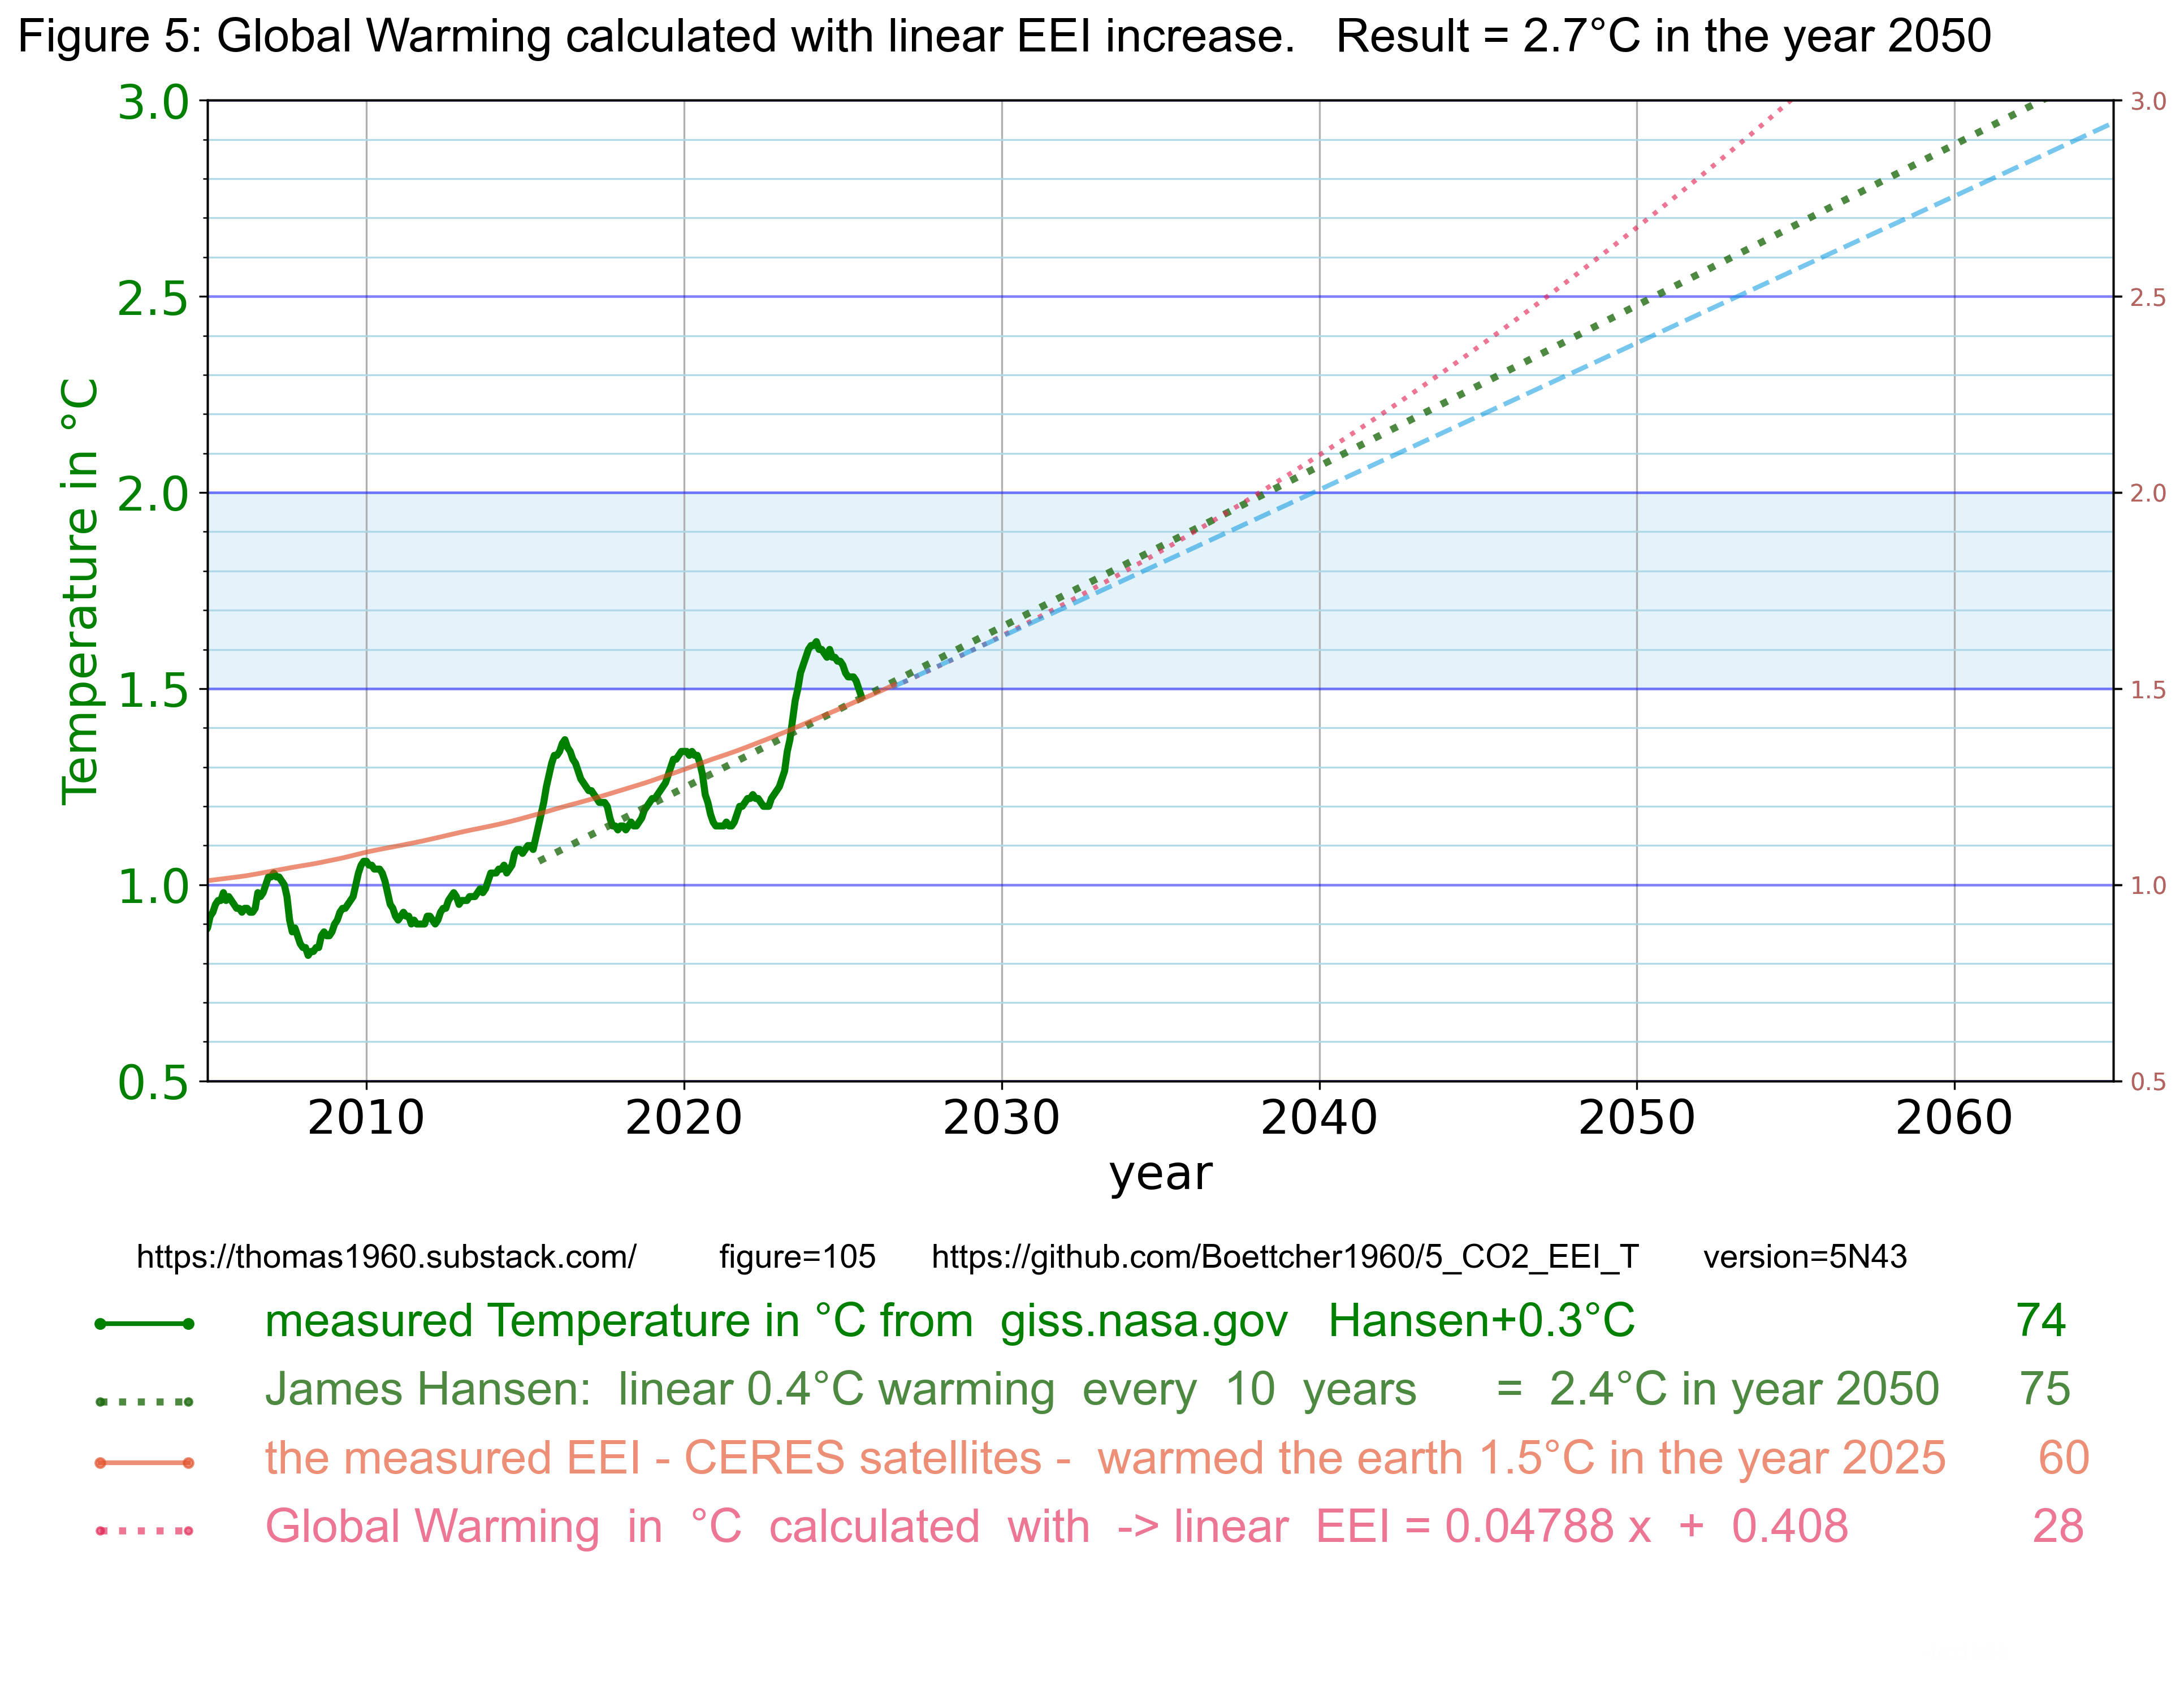 Figure 5: Global Warming calculated with linear EEI increase. Result = 2.7°C in the year 2050
3.0 3.0
2.5 2.5
2.0 2.0
1.5 1.5
1.0 1.0
0.5 0.5
Temperature in °C
2010 2020 2030 2040 2050 2060
year
https://thomas1960.substack.com/ figure=105 https://github.com/Boettcher1960/5_CO2_EEI_T version=5N43
measured Temperature in °C from giss.nasa.gov Hansen+0.3°C 74
James Hansen: linear 0.4°C warming every 10 years = 2.4°C in year 2050 75
the measured EEI - CERES satellites - warmed the earth 1.5°C in the year 2025 60
Global Warming in °C calculated with -> linear EEI = 0.04788 x + 0.408 28